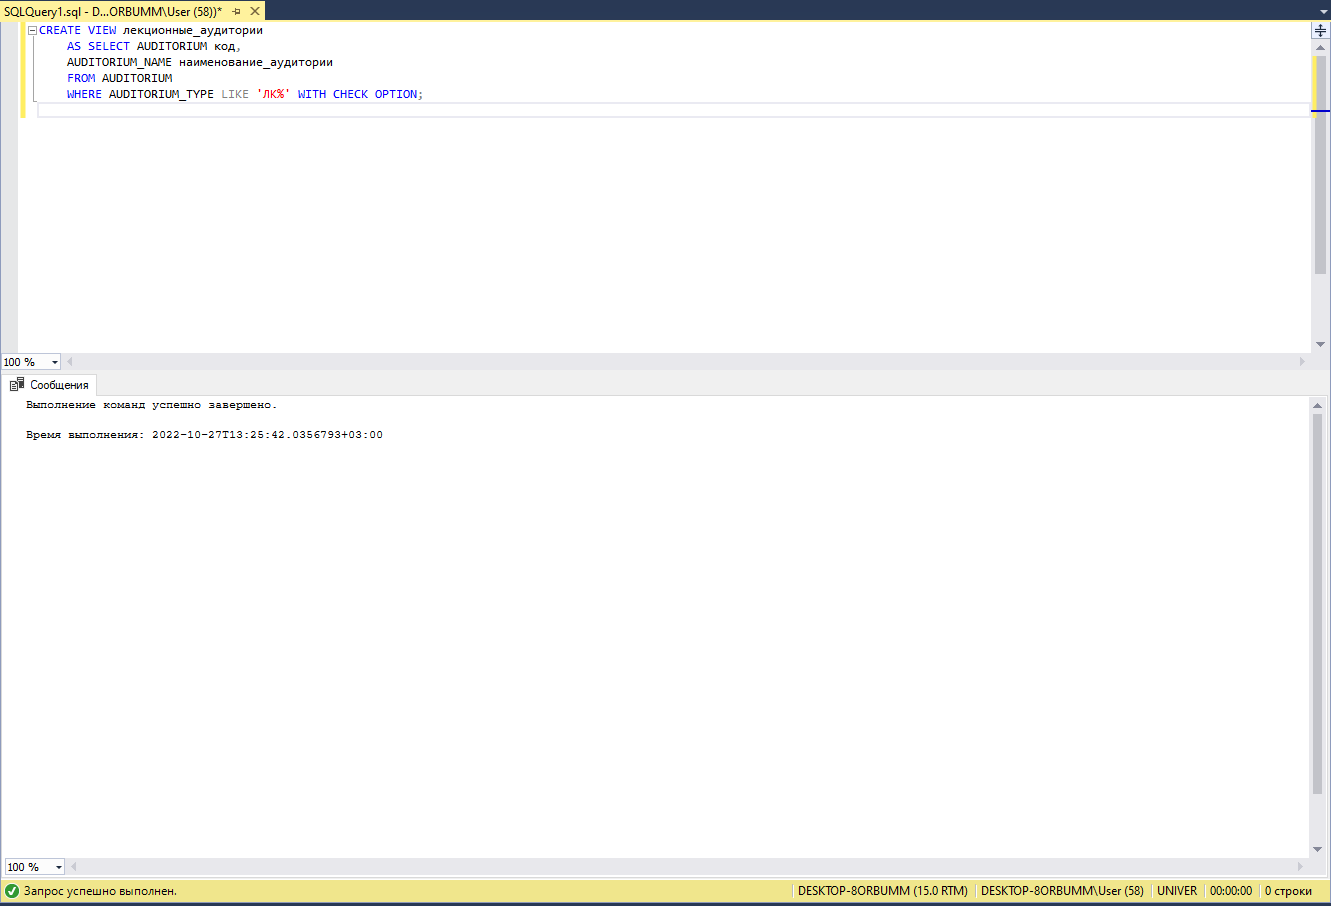 SQLQuery1.sql - D...ORBUMM\User (58))*
CREATE VIEW лекционные_аудитории
AS SELECT AUDITORIUM код,
AUDITORIUM_NAME наименование_аудитории
FROM AUDITORIUM
WHERE AUDITORIUM_TYPE LIKE 'ЛК%' WITH CHECK OPTION;
100 %
Сообщения
Выполнение команд успешно завершено.
Время выполнения: 2022-10-27T13:25:42.0356793+03:00
100 %
Запрос успешно выполнен. DESKTOP-8ORBUMM (15.0 RTM) DESKTOP-8ORBUMM\User (58) UNIVER 00:00:00 0 строки